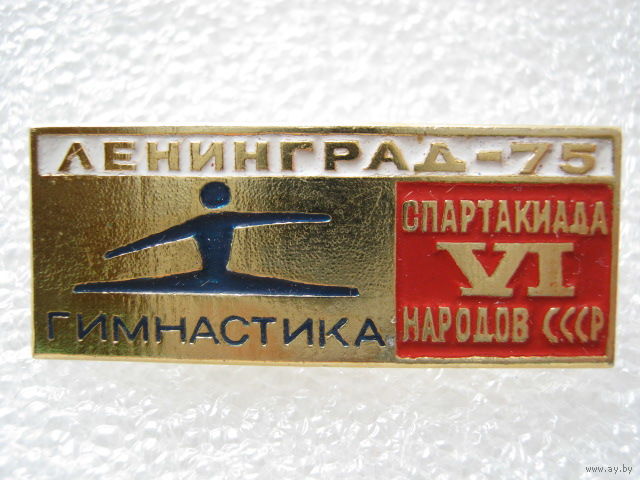 ЛЕНИНГРАД-75
СПАРТАКИАДА
VI
НАРОДОВ СССР
ГИМНАСТИКА
www.ay.by